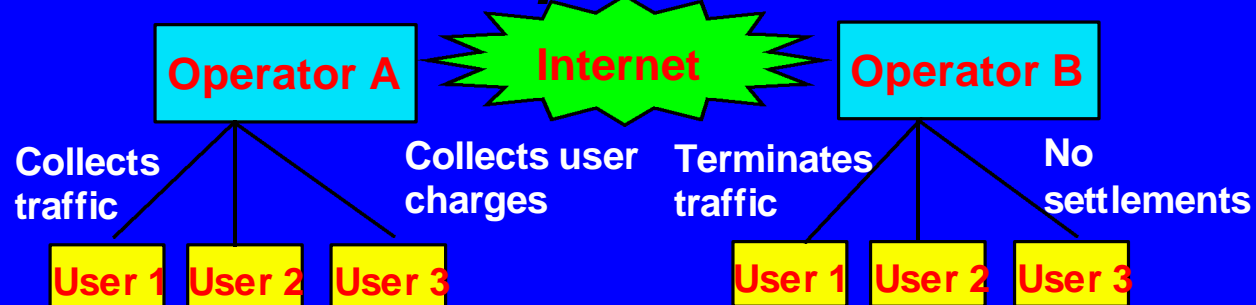 Operator A
Internet
Operator B
Collects
traffic
Collects user
charges
Terminates
traffic
No
settlements
User 1
User 2
User 3
User 1
User 2
User 3